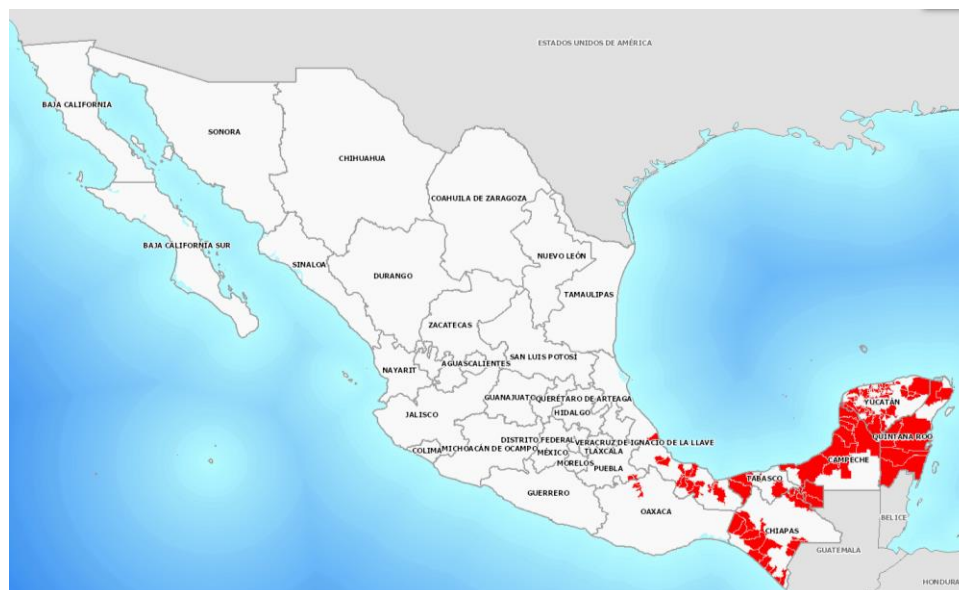 ESTADOS UNIDOS DE AMÉRICA
BAJA CALIFORNIA
SONORA
CHIHUAHUA
COAHUILA DE ZARAGOZA
BAJA CALIFORNIA SUR
SINALOA
DURANGO
NUEVO LEÓN
TAMAULIPAS
ZACATECAS
SAN LUIS POTOSÍ
NAYARIT
AGUASCALIENTES
GUANAJUATO
QUERÉTARO DE ARTEAGA
YUCATÁN
JALISCO
HIDALGO
QUINTANA ROO
COLIMA
MICHOACÁN DE OCAMPO
DISTRITO FEDERAL
VERACRUZ DE IGNACIO DE LA LLAVE
MÉXICO
TLAXCALA
CAMPECHE
MORELOS
PUEBLA
TABASCO
GUERRERO
OAXACA
BELICE
CHIAPAS
GUATEMALA
HONDURA